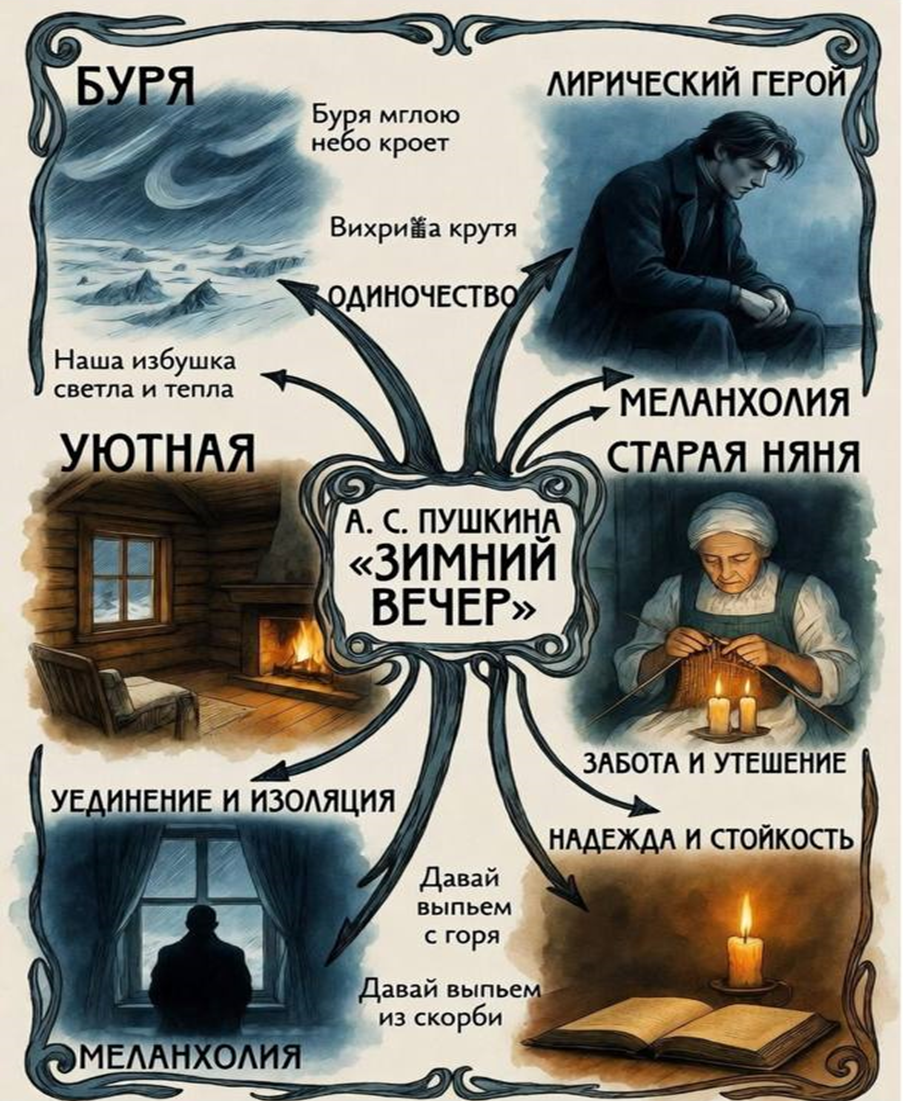 БУРЯ
ЛИРИЧЕСКИЙ ГЕРОЙ
Буря мглою
небо кроет
крутя
ОДИНОЧЕСТВО
Наша избушка
светла и тепла
МЕЛАНХОЛИЯ
УЮТНАЯ
СТАРАЯ НЯНЯ
А. С. ПУШКИНА
«ЗИМНИЙ
ВЕЧЕР»
ЗАБОТА И УТЕШЕНИЕ
УЕДИНЕНИЕ И ИЗОЛЯЦИЯ
НАДЕЖДА И СТОЙКОСТЬ
Давай
выпьем
с горя
Давай выпьем
из скорби
МЕЛАНХОЛИЯ